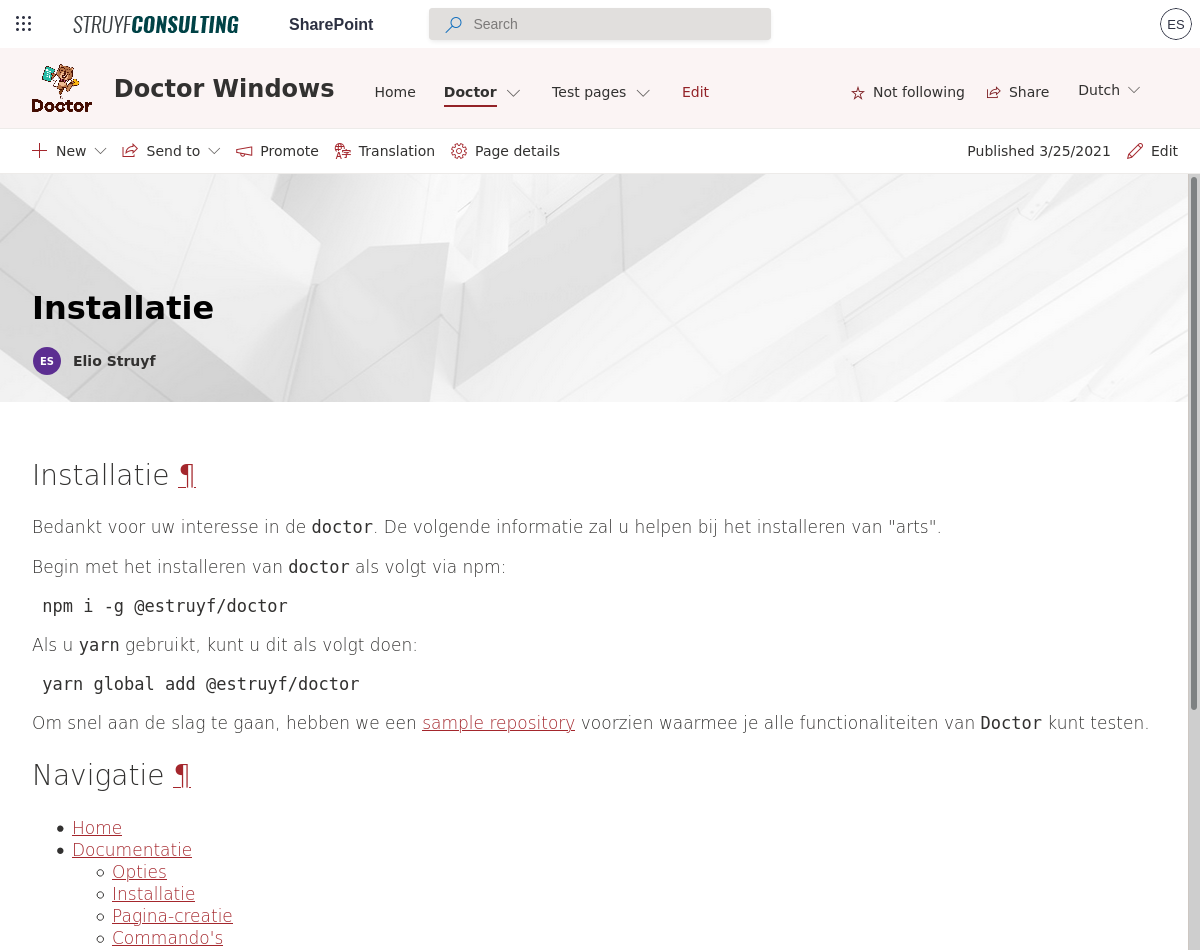 STRUYFCONSULTING SharePoint Search ES
Doctor Doctor Windows Home Doctor Test pages Edit Not following Share Dutch
New Send to Promote Translation Page details Published 3/25/2021 Edit
Installatie
ES Elio Struyf
Installatie ¶
Bedankt voor uw interesse in de doctor. De volgende informatie zal u helpen bij het installeren van "arts".
Begin met het installeren van doctor als volgt via npm:
npm i -g @estruyf/doctor
Als u yarn gebruikt, kunt u dit als volgt doen:
yarn global add @estruyf/doctor
Om snel aan de slag te gaan, hebben we een sample repository voorzien waarmee je alle functionaliteiten van Doctor kunt testen.
Navigatie ¶
Home
Documentatie
Opties
Installatie
Pagina-creatie
Commando's